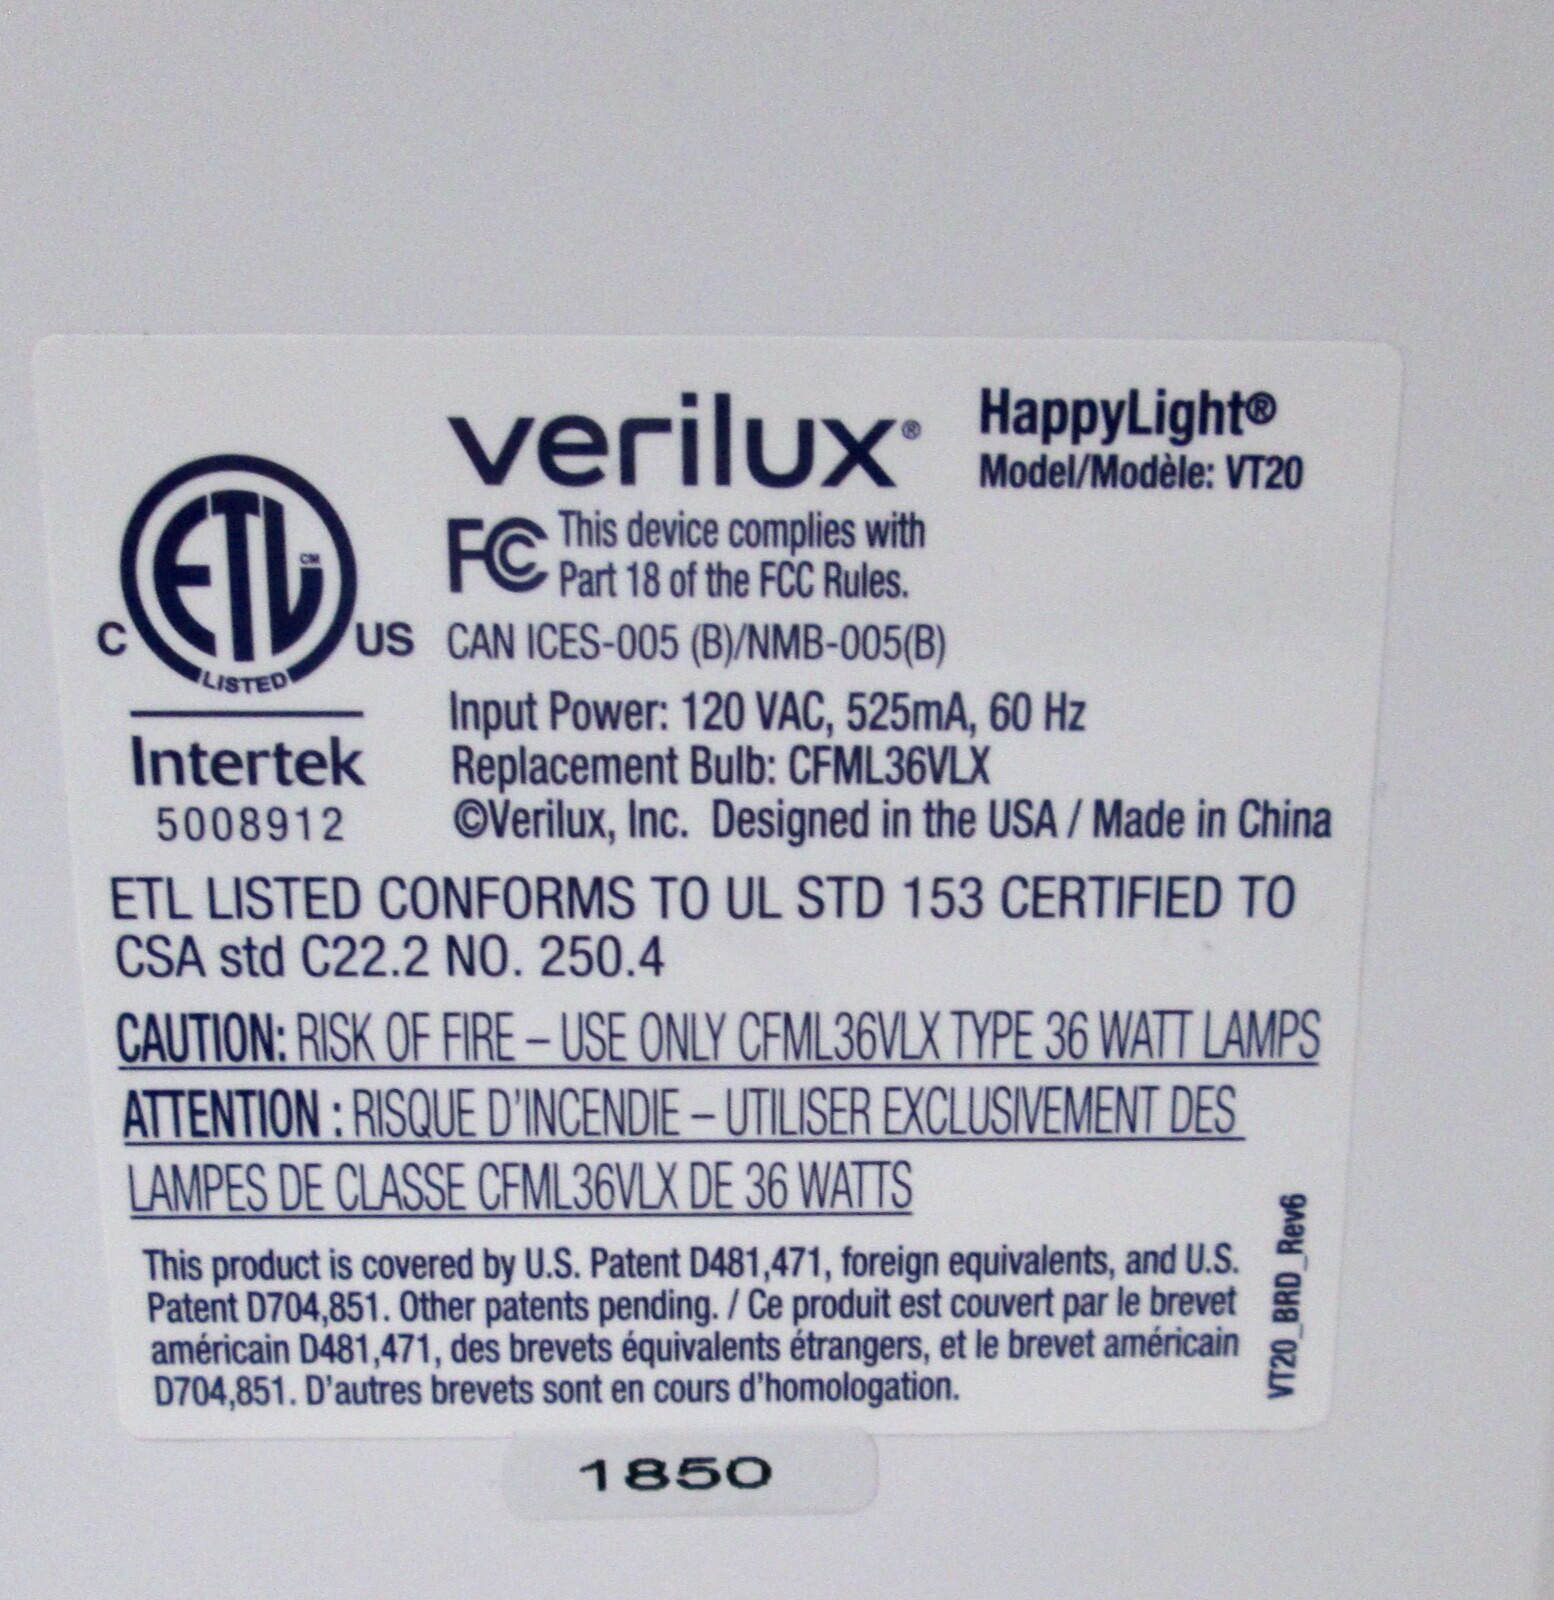 verilux®
HappyLight®
Model/Modèle: VT20
ETL CM
C US
LISTED
Intertek
5008912
FC This device complies with
Part 18 of the FCC Rules.
CAN ICES-005 (B)/NMB-005(B)
Input Power: 120 VAC, 525mA, 60 Hz
Replacement Bulb: CFML36VLX
©Verilux, Inc. Designed in the USA / Made in China
ETL LISTED CONFORMS TO UL STD 153 CERTIFIED TO
CSA std C22.2 NO. 250.4
CAUTION: RISK OF FIRE – USE ONLY CFML36VLX TYPE 36 WATT LAMPS
ATTENTION : RISQUE D'INCENDIE – UTILISER EXCLUSIVEMENT DES
LAMPES DE CLASSE CFML36VLX DE 36 WATTS
This product is covered by U.S. Patent D481,471, foreign equivalents, and U.S.
Patent D704,851. Other patents pending. / Ce produit est couvert par le brevet
américain D481,471, des brevets équivalents étrangers, et le brevet américain
D704,851. D'autres brevets sont en cours d'homologation.
VT20_BRD_Rev6
1850